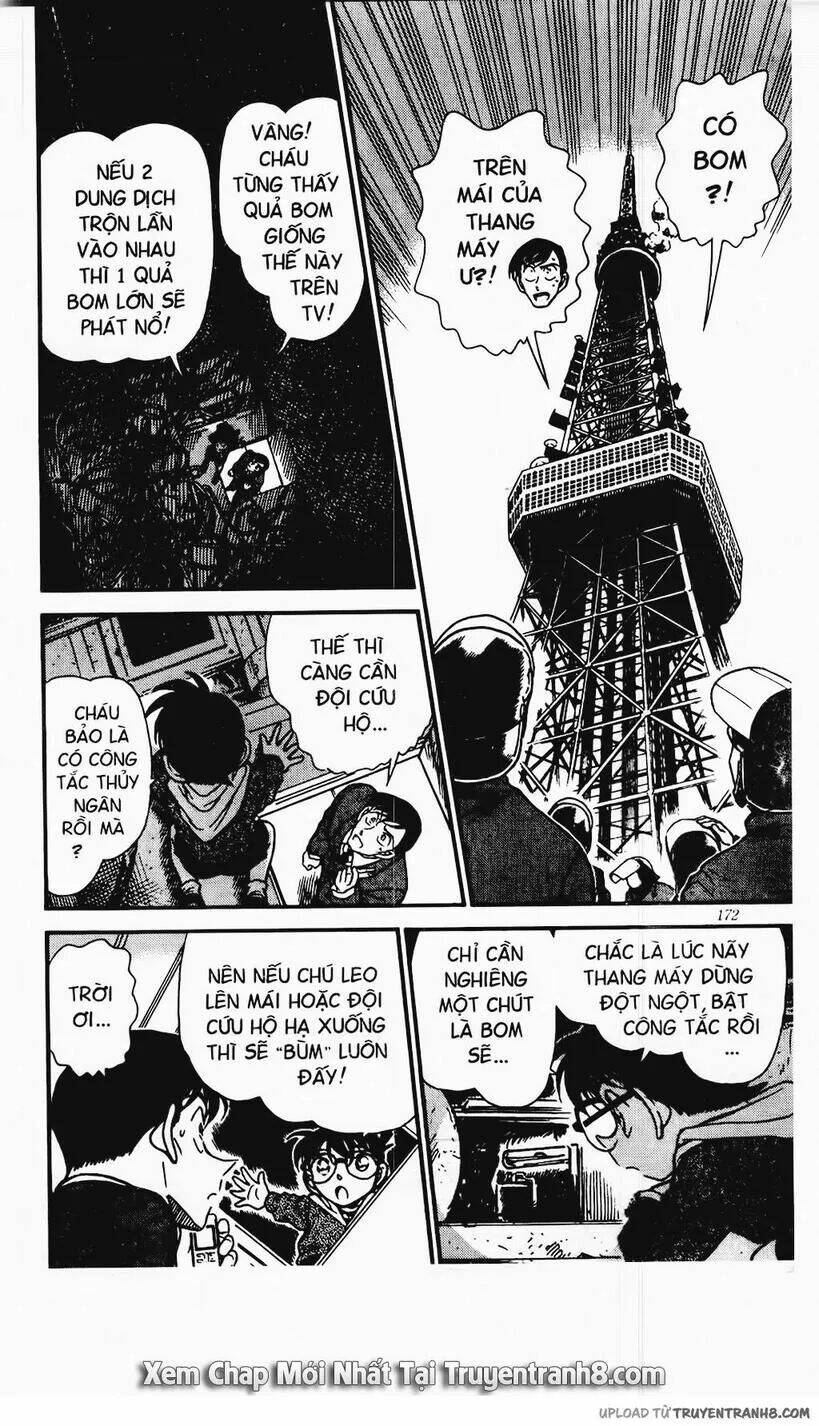 CÓ
BOM
?!
TRÊN
MÁI CỦA
THANG
MÁY
Ư?!
VÂNG!
CHÁU
TỪNG THẤY
QUẢ BOM
GIỐNG
THẾ NÀY
TRÊN
TV!
NẾU 2
DUNG DỊCH
TRỘN LẦN
VÀO NHAU
THÌ 1 QUẢ
BOM LỚN SẼ
PHÁT NỔ!
THẾ THÌ
CÀNG CẦN
ĐỘI CỨU
HỘ...
CHÁU
BẢO LÀ
CÓ CÔNG
TẮC THỦY
NGÂN
RỒI MÀ
?
172
CHẮC LÀ LÚC NÃY
THANG MÁY DỪNG
ĐỘT NGỘT, BẬT
CÔNG TẮC RỒI
...
CHỈ CẦN
NGHIÊNG
MỘT CHÚT
LÀ BOM
SẼ...
NÊN NẾU CHÚ LEO
LÊN MÁI HOẶC ĐỘI
CỨU HỘ HẠ XUỐNG
THÌ SẼ "BÙM" LUÔN
ĐẤY!
TRỜI
ƠI...
Xem Chap Mới Nhất Tại Truyentranh8.com
UPLOAD TỪ TRUYENTRANH8.COM